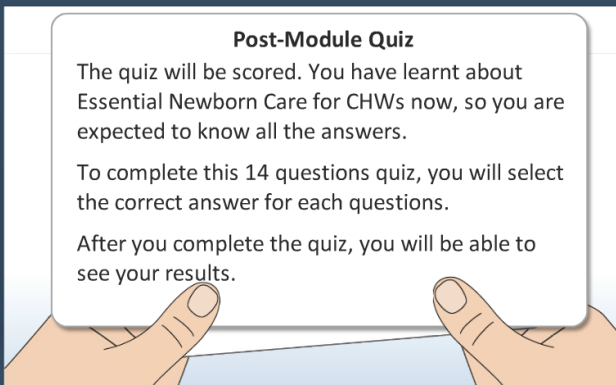 Post-Module Quiz
The quiz will be scored. You have learnt about
Essential Newborn Care for CHWs now, so you are
expected to know all the answers.
To complete this 14 questions quiz, you will select
the correct answer for each questions.
After you complete the quiz, you will be able to
see your results.